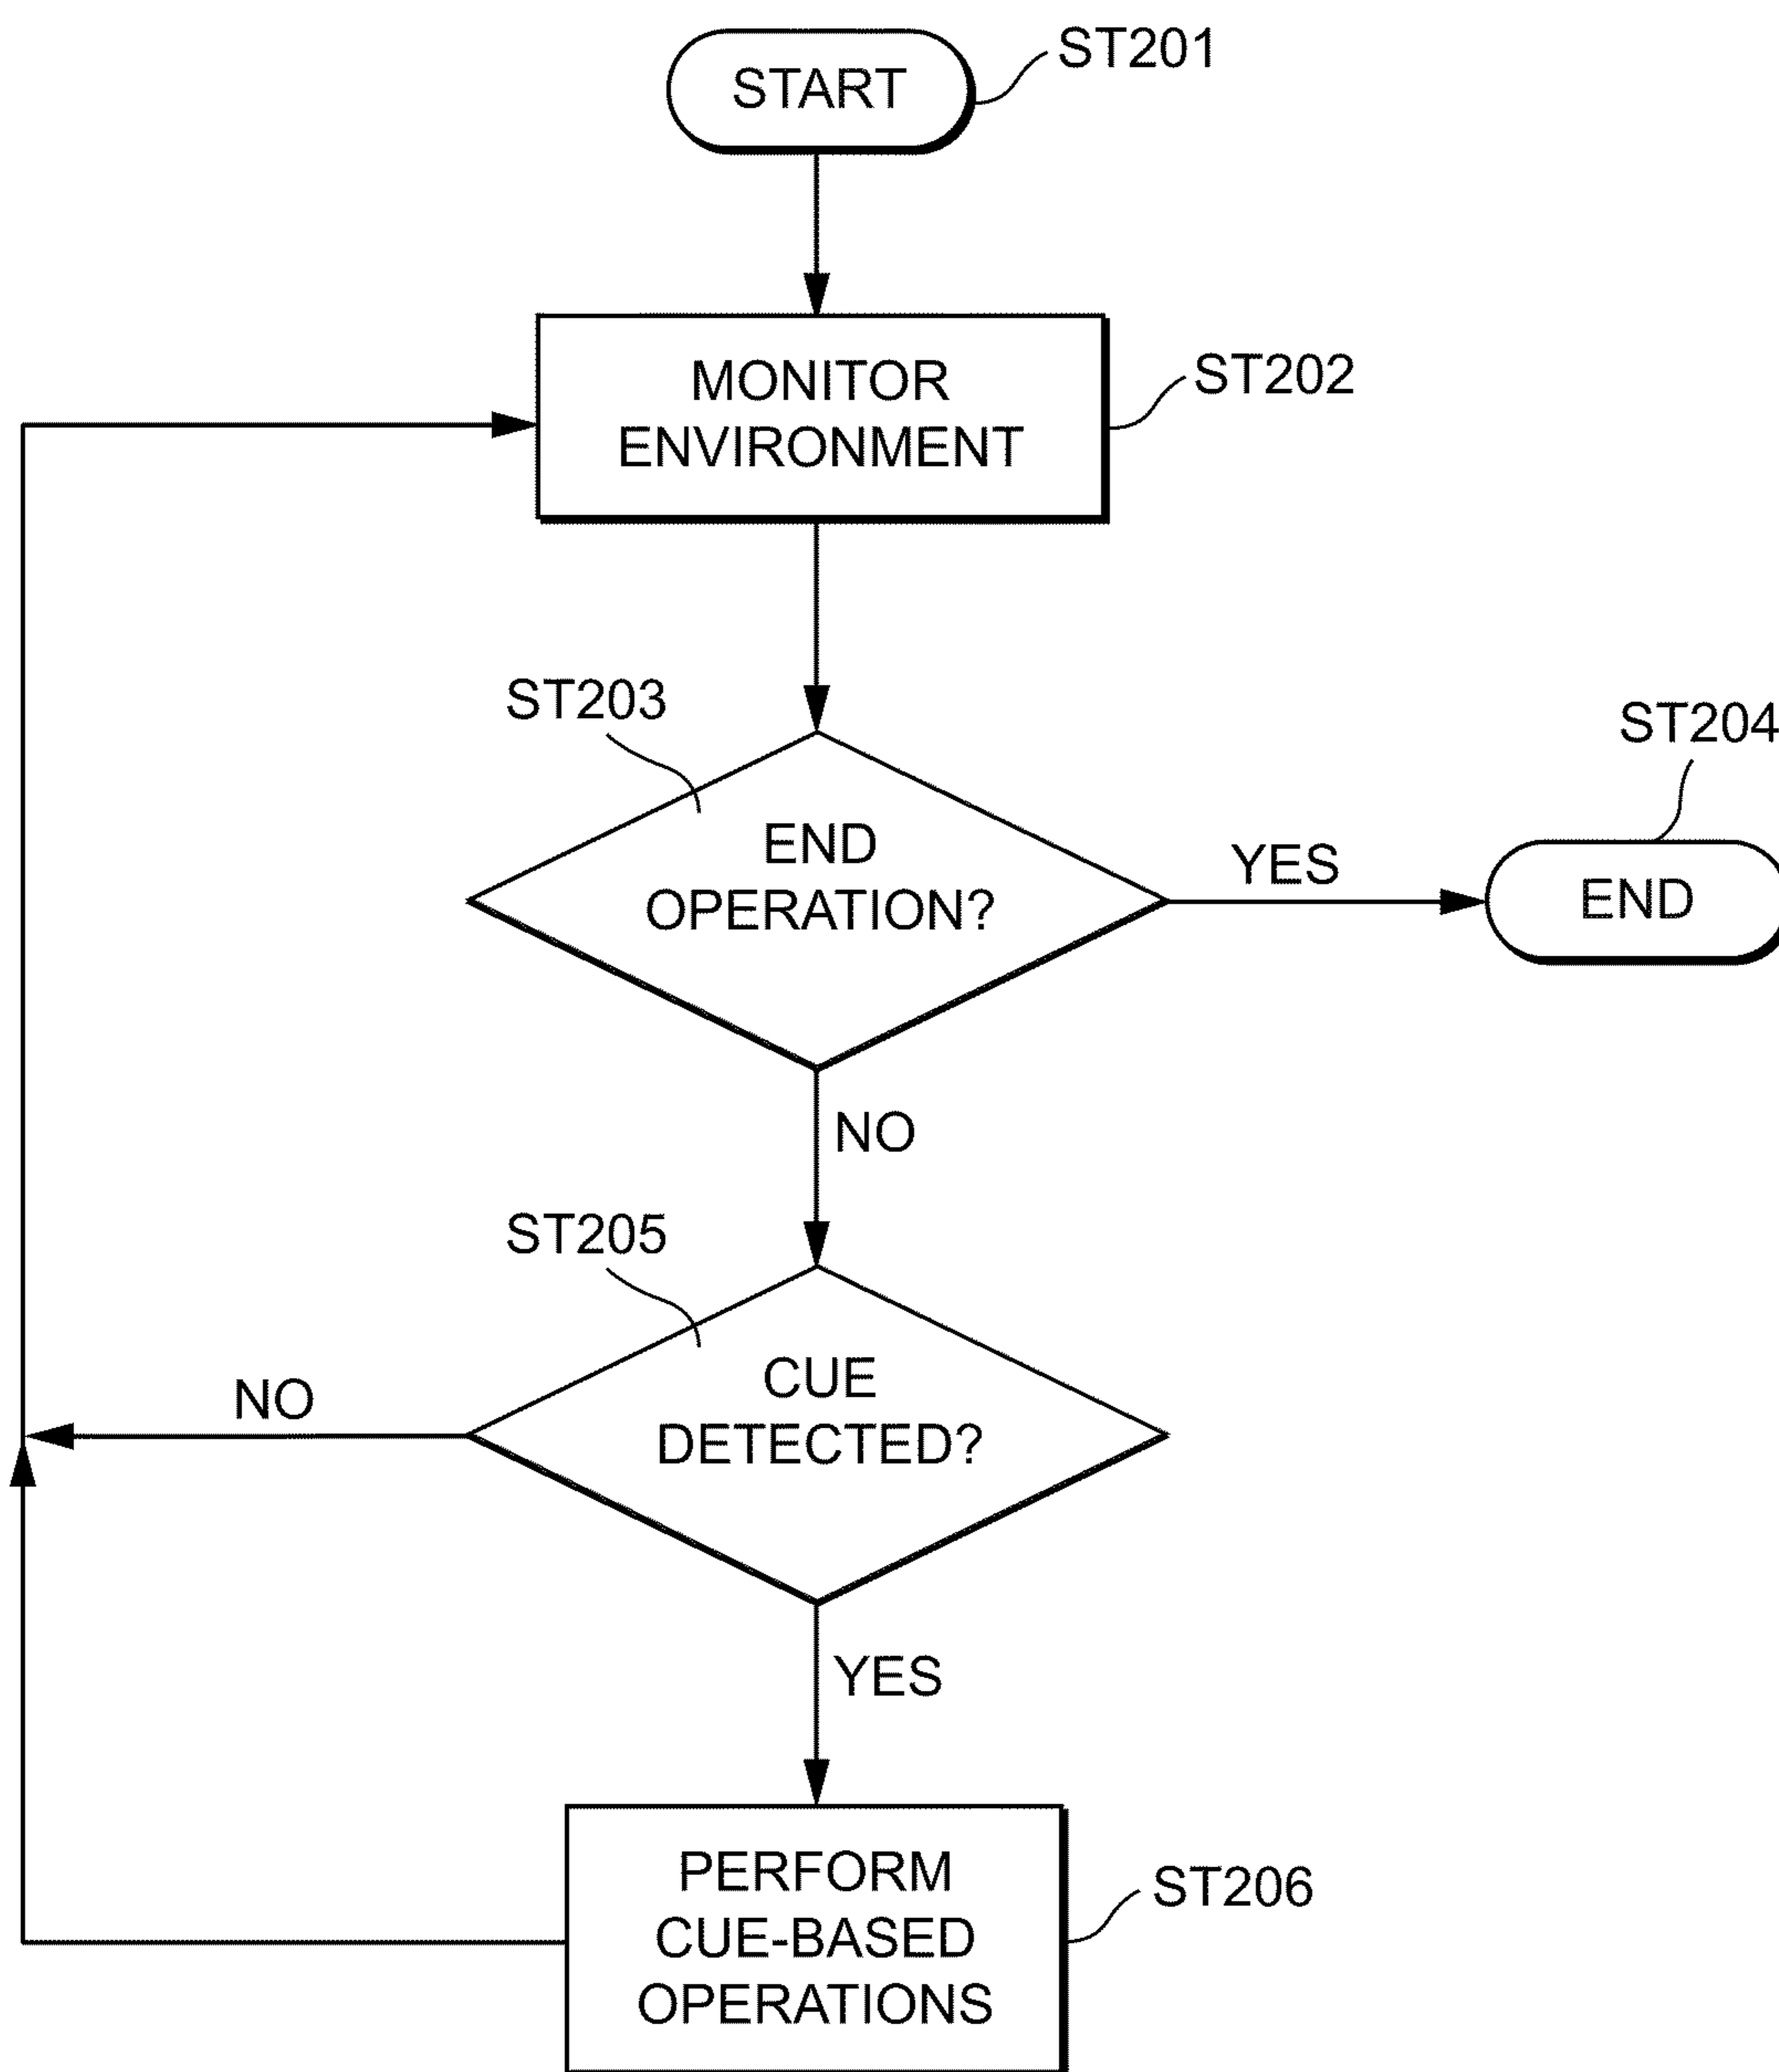 START
ST201
MONITOR
ENVIRONMENT
ST202
ST203
END
OPERATION?
YES
ST204
END
NO
ST205
CUE
DETECTED?
NO
YES
PERFORM
CUE-BASED
OPERATIONS
ST206